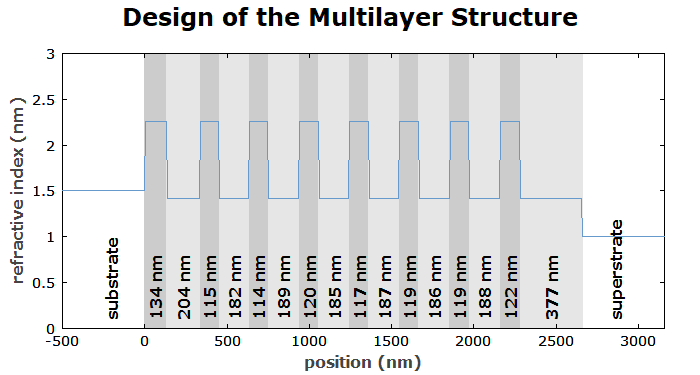 Design of the Multilayer Structure
refractive index (nm)
3
2.5
2
1.5
1
0.5
0
substrate
134 nm
204 nm
115 nm
182 nm
114 nm
189 nm
120 nm
185 nm
117 nm
187 nm
119 nm
186 nm
119 nm
188 nm
122 nm
377 nm
superstrate
-500
0
500
1000
1500
2000
2500
3000
position (nm)